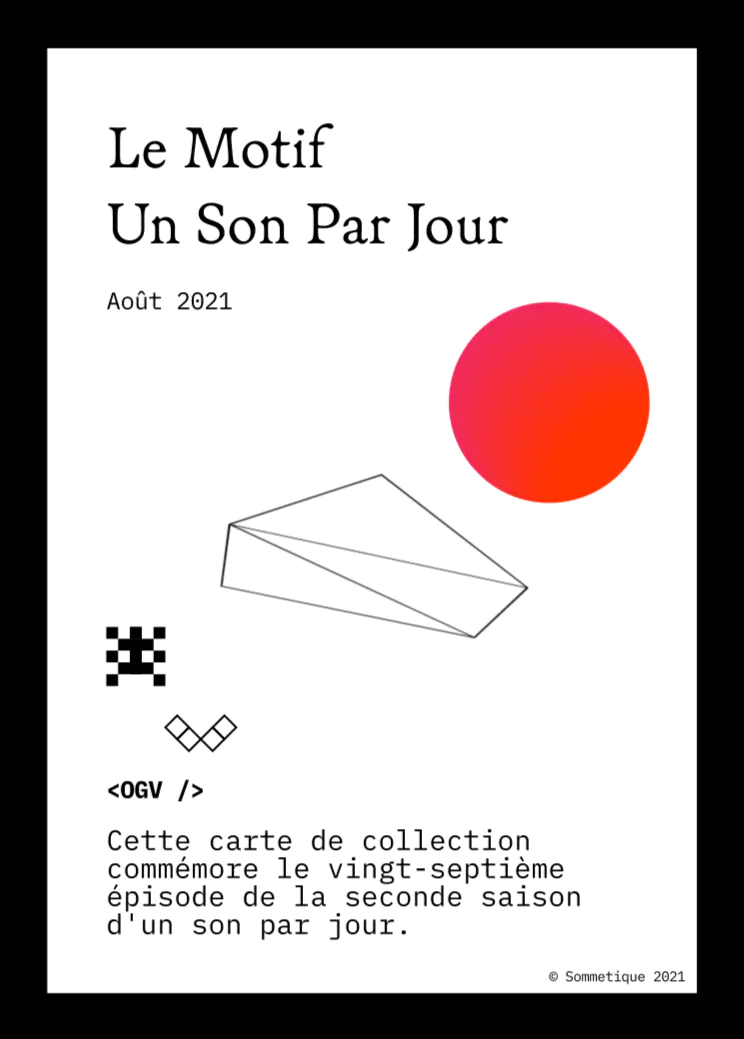 Le Motif
Un Son Par Jour
Août 2021
<OGV />
Cette carte de collection
commémore le vingt-septième
épisode de la seconde saison
d'un son par jour.
© Sommetique 2021